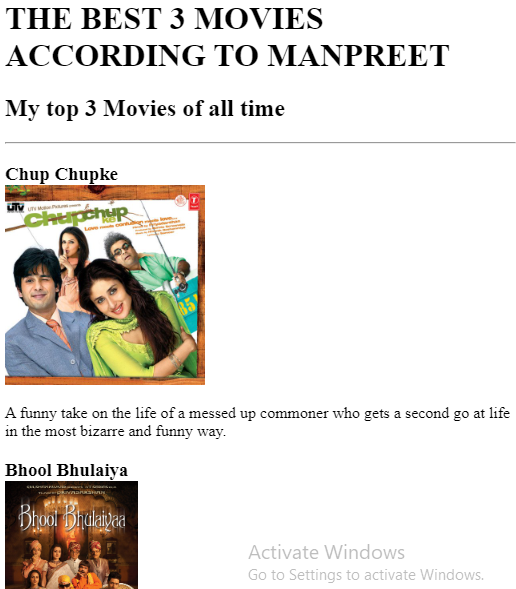 THE BEST 3 MOVIES
ACCORDING TO MANPREET
My top 3 Movies of all time
Chup Chupke
UTV
UTV Motion Pictures
T
Chupchup
KE
A funny take on the life of a messed up commoner who gets a second go at life
in the most bizarre and funny way.
Bhool Bhulaiya
Bhool Bhulaiyaa
Activate Windows
Go to Settings to activate Windows.